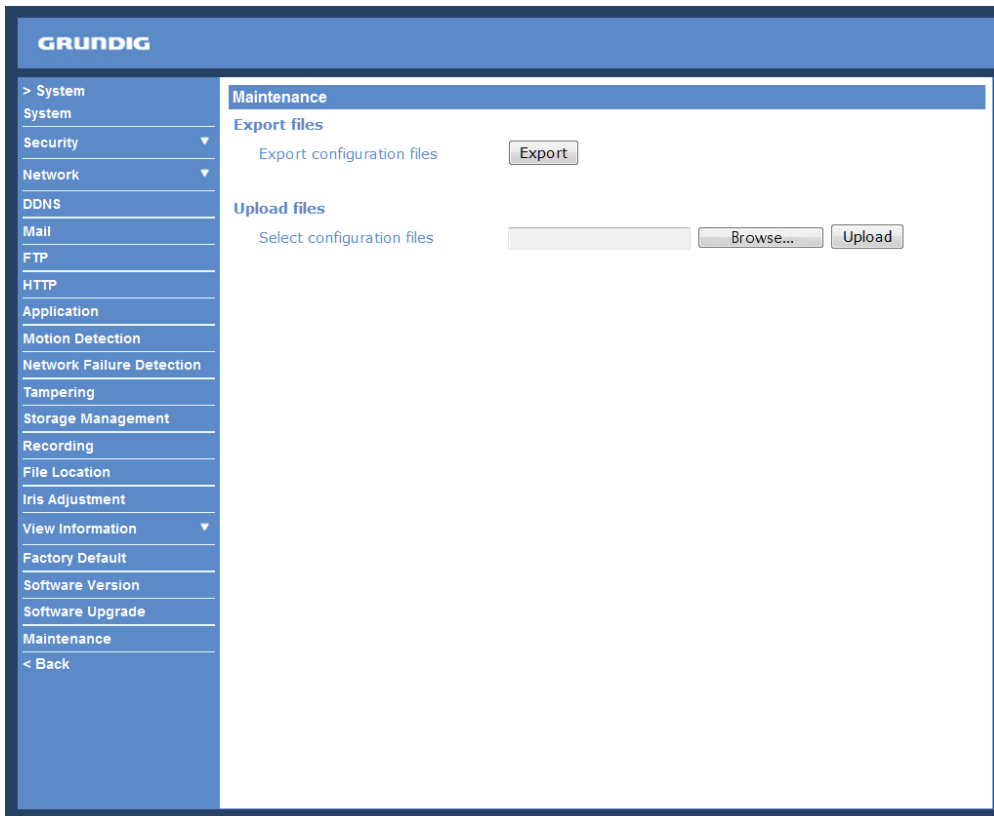 GRUNDIG
> System
System
Security
Network
DDNS
Mail
FTP
HTTP
Application
Motion Detection
Network Failure Detection
Tampering
Storage Management
Recording
File Location
Iris Adjustment
View Information
Factory Default
Software Version
Software Upgrade
Maintenance
< Back
Maintenance
Export files
Export configuration files Export
Upload files
Select configuration files Browse... Upload